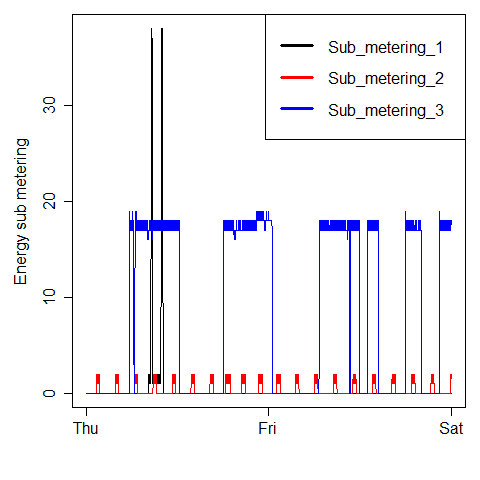 Sub_metering_1
Sub_metering_2
Sub_metering_3
Energy sub metering
30
20
10
0
Thu Fri Sat